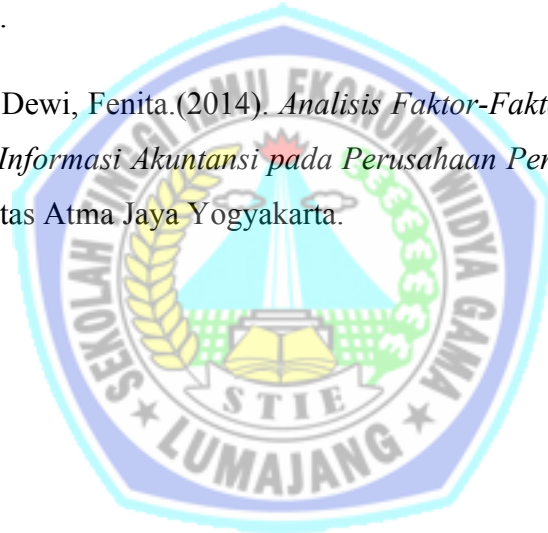 .
Dewi, Fenita.(2014). Analisis Faktor-Fakt
Informasi Akuntansi pada Perusahaan Per
tas Atma Jaya Yogyakarta.
SEKOLAH TINGGI ILMU EKONOMI WIDYA GAMA
STIE
LUMAJANG